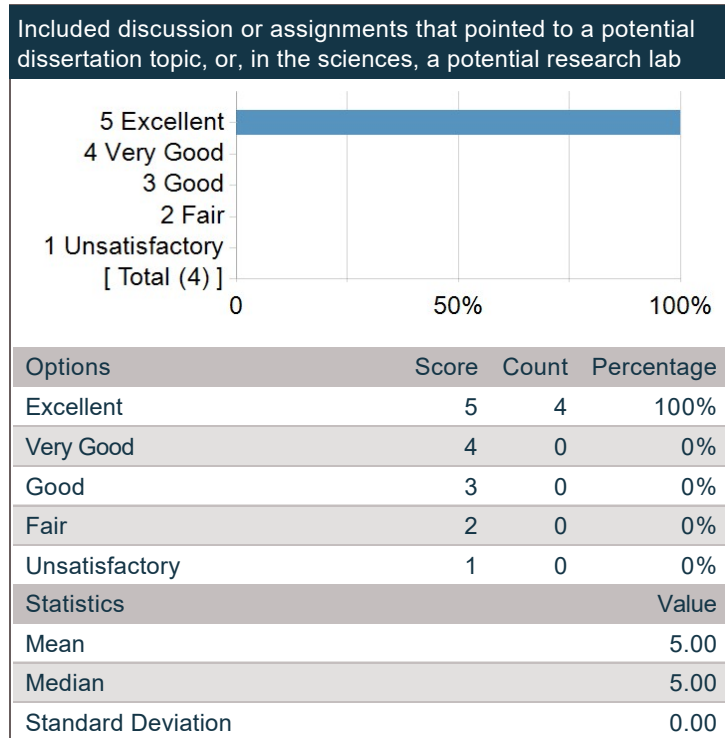 Included discussion or assignments that pointed to a potential
dissertation topic, or, in the sciences, a potential research lab
5 Excellent
4 Very Good
3 Good
2 Fair
1 Unsatisfactory
[ Total (4) ]
0 50% 100%
Options Score Count Percentage
Excellent 5 4 100%
Very Good 4 0 0%
Good 3 0 0%
Fair 2 0 0%
Unsatisfactory 1 0 0%
Statistics Value
Mean 5.00
Median 5.00
Standard Deviation 0.00